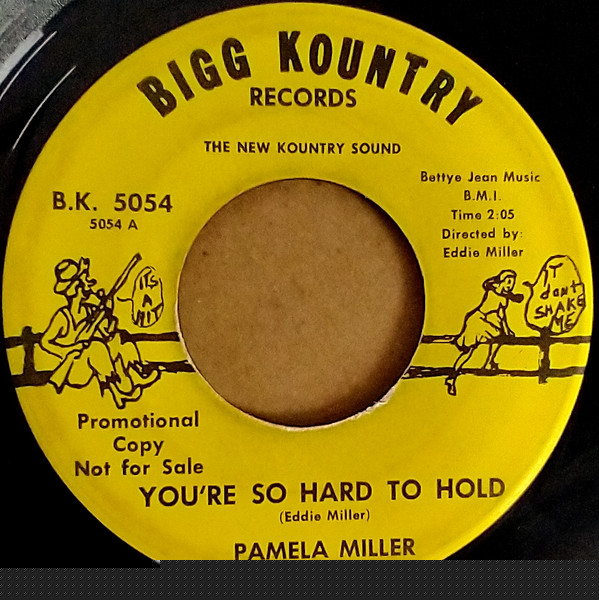 BIGG KOUNTRY
RECORDS
THE NEW KOUNTRY SOUND
B.K. 5054
5054 A
Bettye Jean Music
B.M.I.
Time 2:05
Directed by:
Eddie Miller
ITS
A
HIT
IT
dont
SHAKE
ME
Promotional
Copy
Not for Sale
YOU'RE SO HARD TO HOLD
(Eddie Miller)
PAMELA MILLER